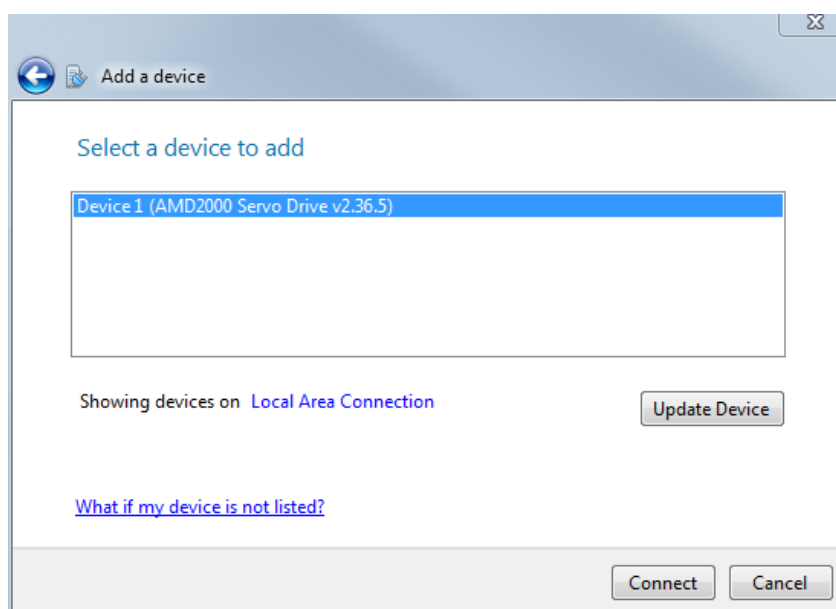 Add a device
Select a device to add
Device 1 (AMD2000 Servo Drive v2.36.5)
Showing devices on Local Area Connection
Update Device
What if my device is not listed?
Connect Cancel